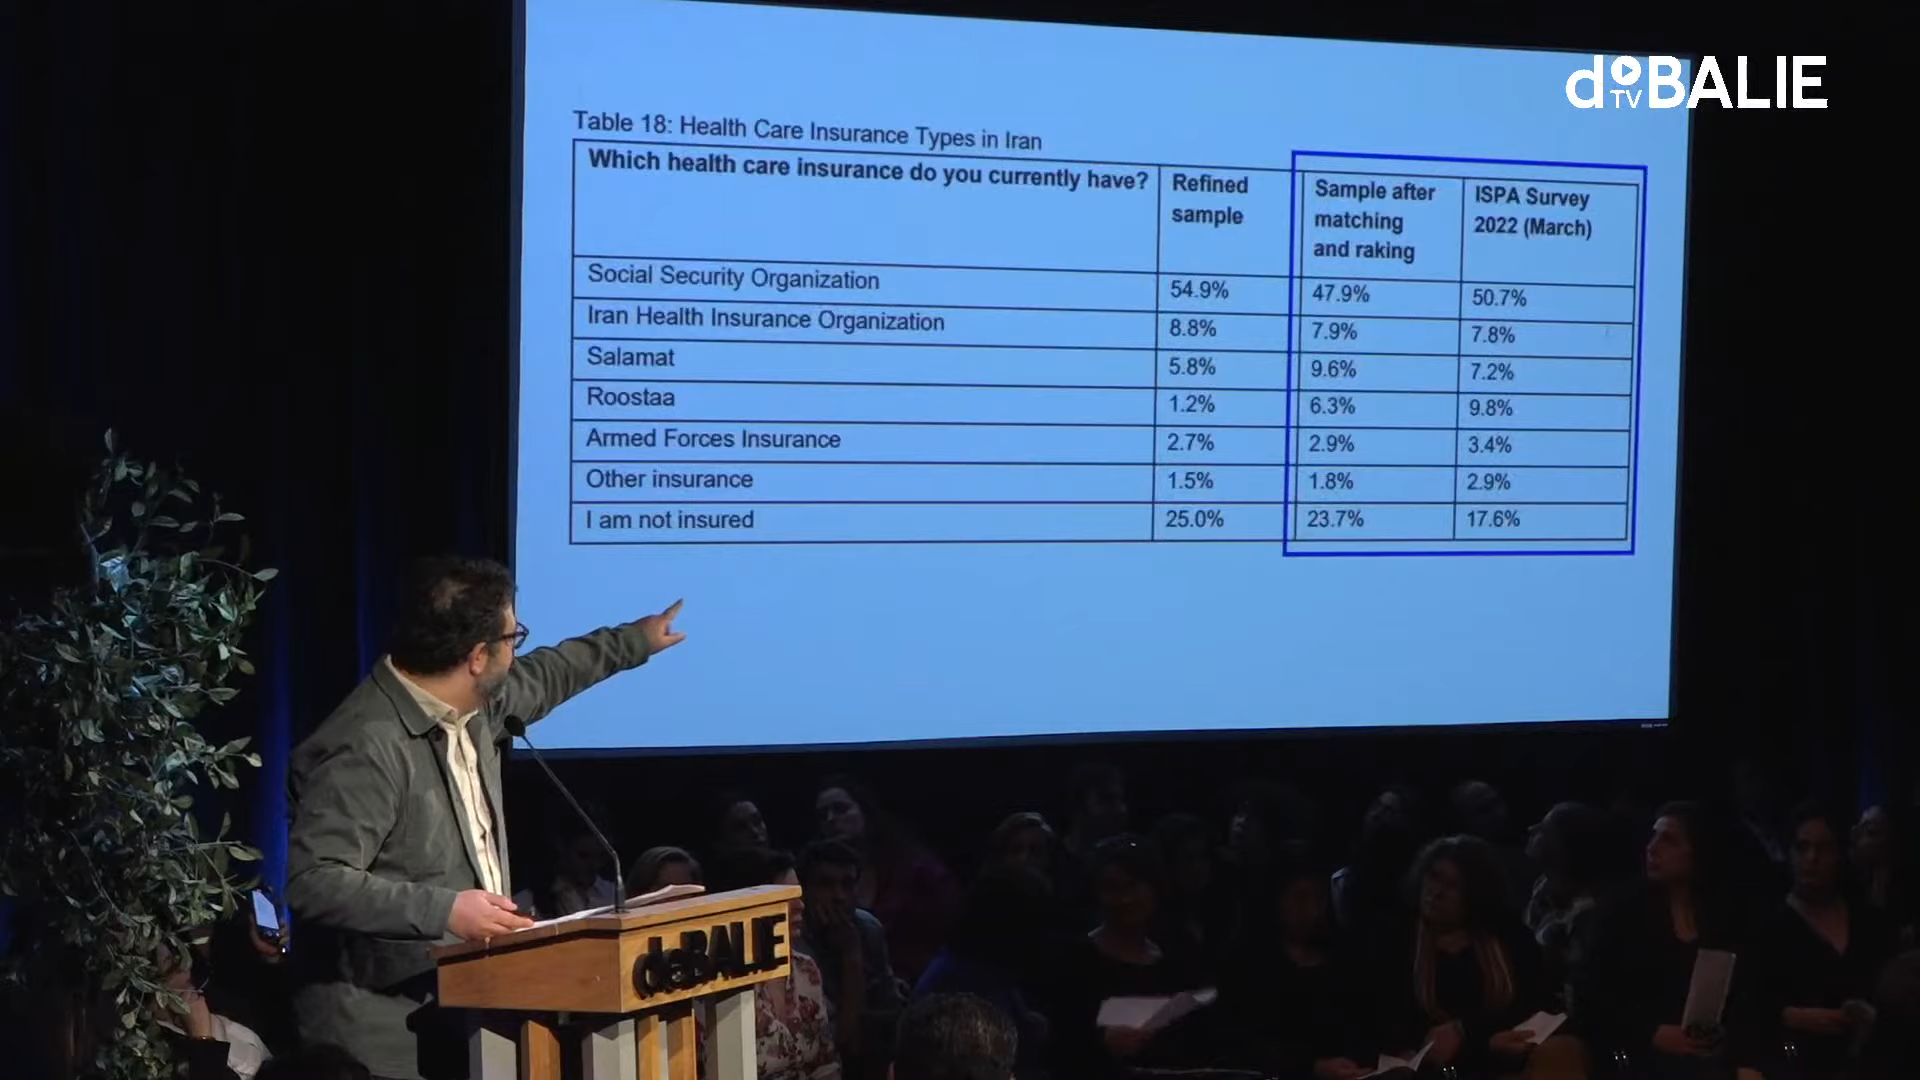 deBALIE
TV
Table 18: Health Care Insurance Types in Iran
Which health care insurance do you currently have? Refined sample Sample after matching and raking ISPA Survey 2022 (March)
Social Security Organization 54.9% 47.9% 50.7%
Iran Health Insurance Organization 8.8% 7.9% 7.8%
Salamat 5.8% 9.6% 7.2%
Roostaa 1.2% 6.3% 9.8%
Armed Forces Insurance 2.7% 2.9% 3.4%
Other insurance 1.5% 1.8% 2.9%
I am not insured 25.0% 23.7% 17.6%
deBALIE